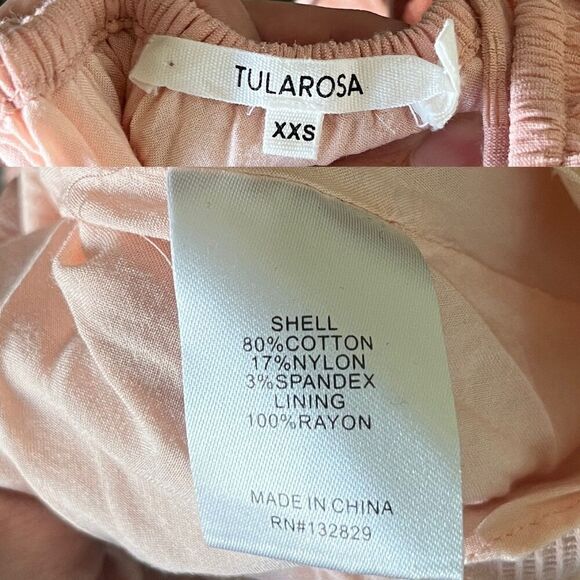 TULAROSA
XXS
SHELL
80%COTTON
17%NYLON
3%SPANDEX
LINING
100%RAYON
MADE IN CHINA
RN#132829